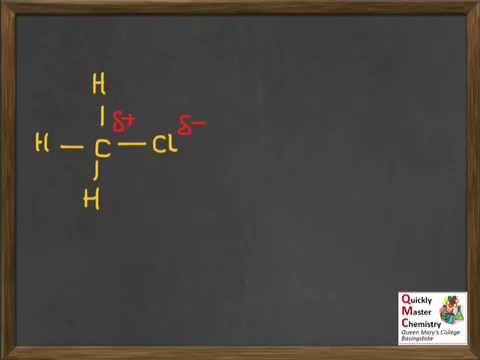 H
δ+ δ−
H — C — Cl
H
Quickly
Master
Chemistry
Queen Mary's College
Basingstoke